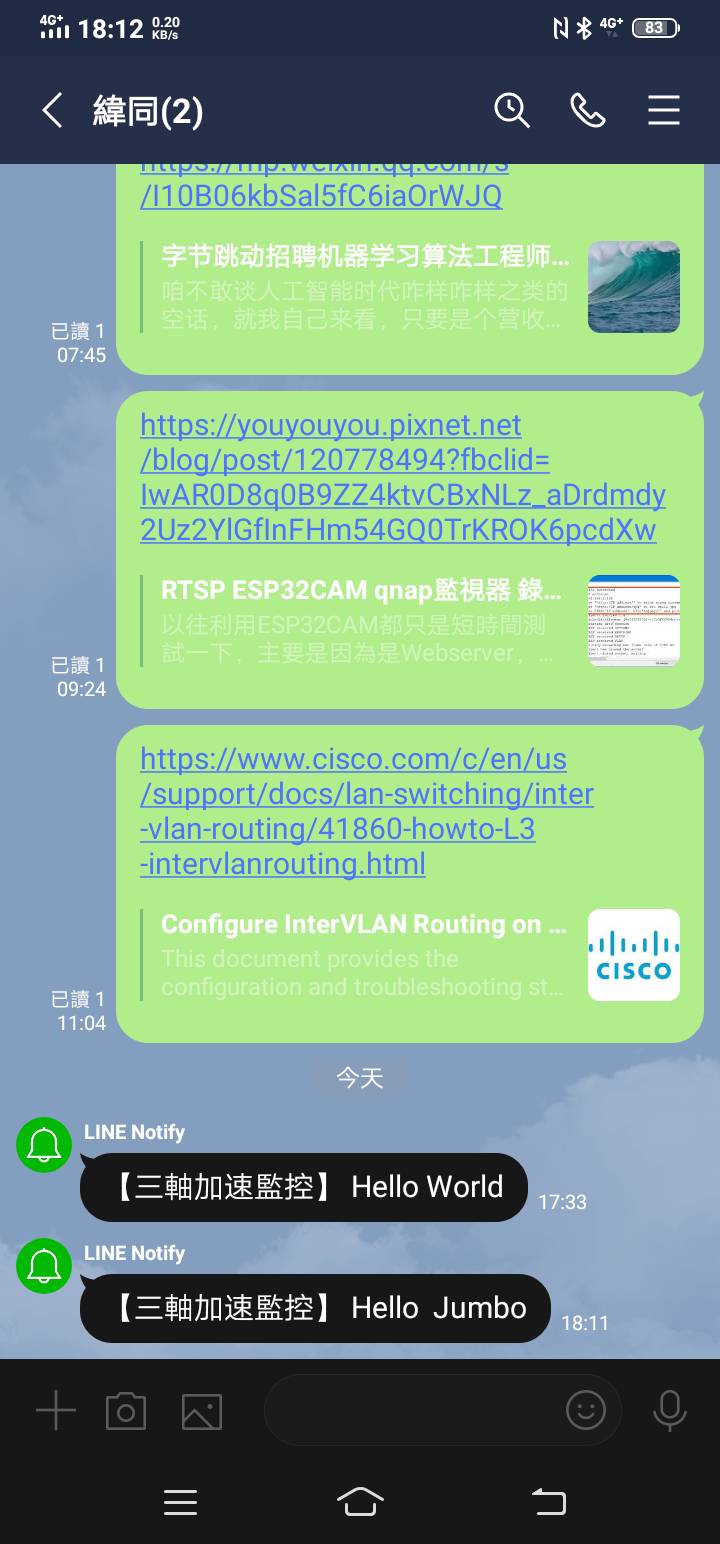 4G+ 18:12 0.20 KB/s 4G+ 83
緯同(2)
https://mp.weixin.qq.com/s
/I10B06kbSal5fC6iaOrWJQ
字节跳动招聘机器学习算法工程师...
咱不敢谈人工智能时代咋样咋样之类的
空话，就我自己来看，只要是个营收...
已讀 1
07:45
https://youyouyou.pixnet.net
/blog/post/120778494?fbclid=
IwAR0D8q0B9ZZ4ktvCBxNLz_aDrdmdy
2Uz2YlGfInFHm54GQ0TrKROK6pcdXw
RTSP ESP32CAM qnap監視器 錄...
以往利用ESP32CAM都只是短時間測
試一下，主要是因為是Webserver，...
已讀 1
09:24
https://www.cisco.com/c/en/us
/support/docs/lan-switching/inter
-vlan-routing/41860-howto-L3
-intervlanrouting.html
Configure InterVLAN Routing on ...
This document provides the
configuration and troubleshooting st...
CISCO
已讀 1
11:04
今天
LINE Notify
【三軸加速監控】 Hello World
17:33
LINE Notify
【三軸加速監控】 Hello  Jumbo
18:11